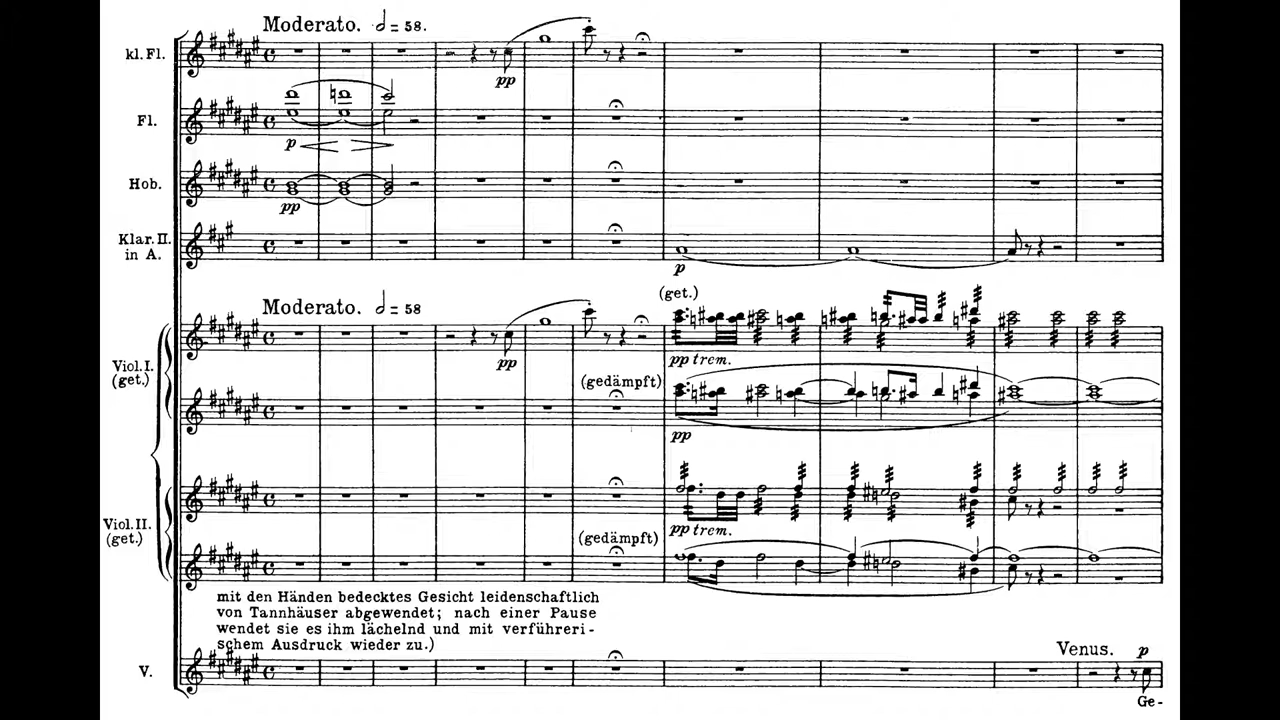 Moderato. = 58.
kl. Fl.
pp
Fl.
p
Hob.
pp
Klar. II.
in A.
p
Moderato. = 58
(get.)
Viol. I.
(get.)
pp
pp trem.
(gedämpft)
pp
Viol. II.
(get.)
pp trem.
(gedämpft)
mit den Händen bedecktes Gesicht leidenschaftlich
von Tannhäuser abgewendet; nach einer Pause
wendet sie es ihm lächelnd und mit verführeri-
schem Ausdruck wieder zu.)
Venus. p
V.
Ge-